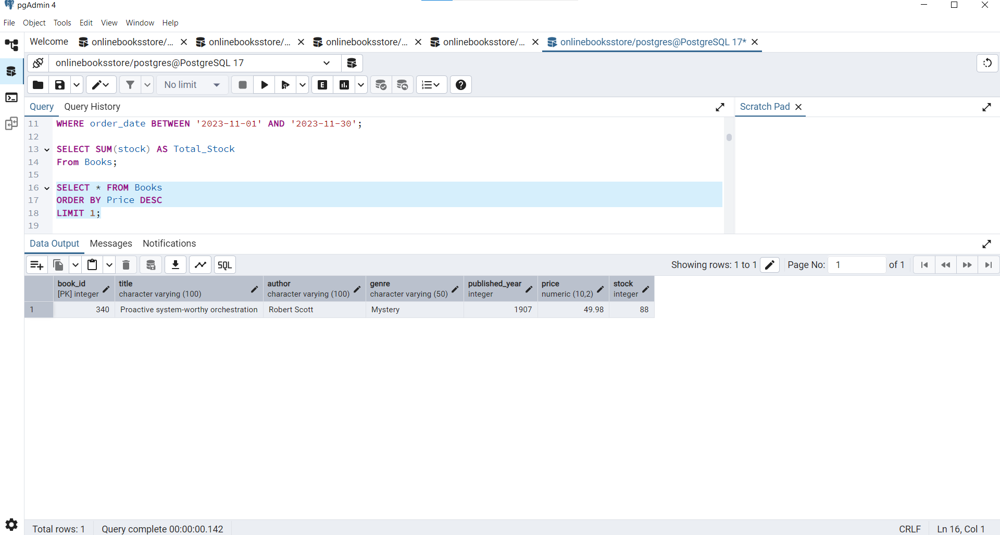 pgAdmin 4
File Object Tools Edit View Window Help
Welcome onlinebooksstore/... onlinebooksstore/... onlinebooksstore/... onlinebooksstore/... onlinebooksstore/postgres@PostgreSQL 17*
onlinebooksstore/postgres@PostgreSQL 17
No limit E
Query Query History Scratch Pad
11 WHERE order_date BETWEEN '2023-11-01' AND '2023-11-30';
12
13 SELECT SUM(stock) AS Total_Stock
14 From Books;
15
16 SELECT * FROM Books
17 ORDER BY Price DESC
18 LIMIT 1;
19
Data Output Messages Notifications
SQL Showing rows: 1 to 1 Page No: 1 of 1
book_id title author genre published_year price stock
[PK] integer character varying (100) character varying (100) character varying (50) integer numeric (10,2) integer
1 340 Proactive system-worthy orchestration Robert Scott Mystery 1907 49.98 88
Total rows: 1 Query complete 00:00:00.142 CRLF Ln 16, Col 1